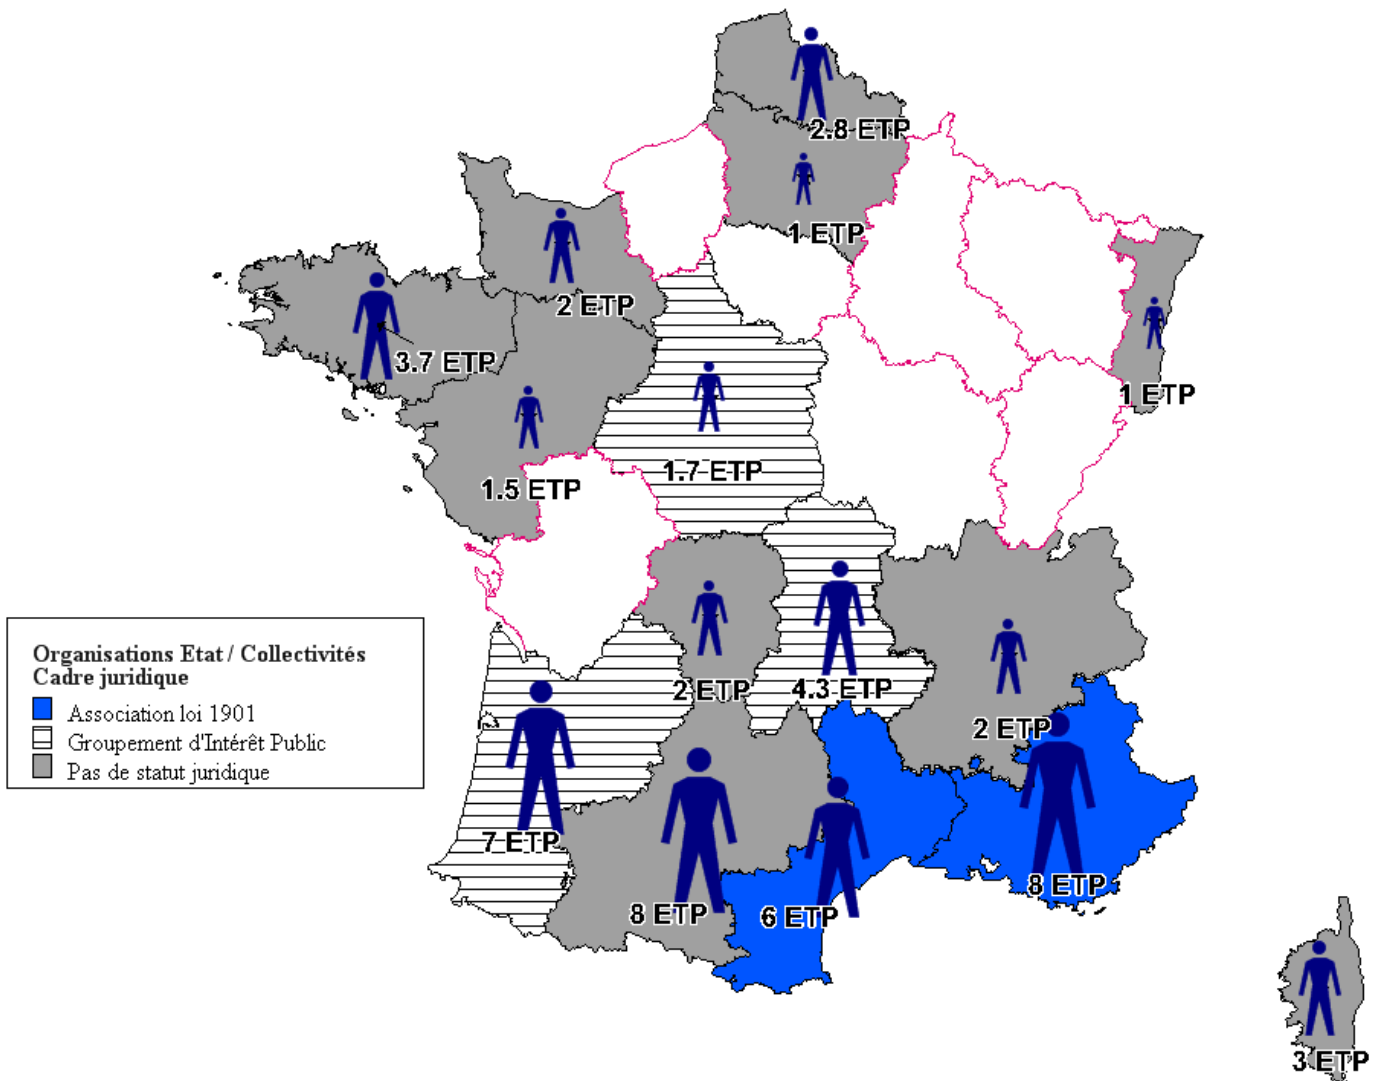 2.8 ETP
1 ETP
2 ETP
3.7 ETP
1 ETP
1.7 ETP
1.5 ETP
Organisations Etat / Collectivités
Cadre juridique
Association loi 1901
Groupement d'Intérêt Public
Pas de statut juridique
2 ETP
4.3 ETP
2 ETP
7 ETP
8 ETP
6 ETP
8 ETP
3 ETP